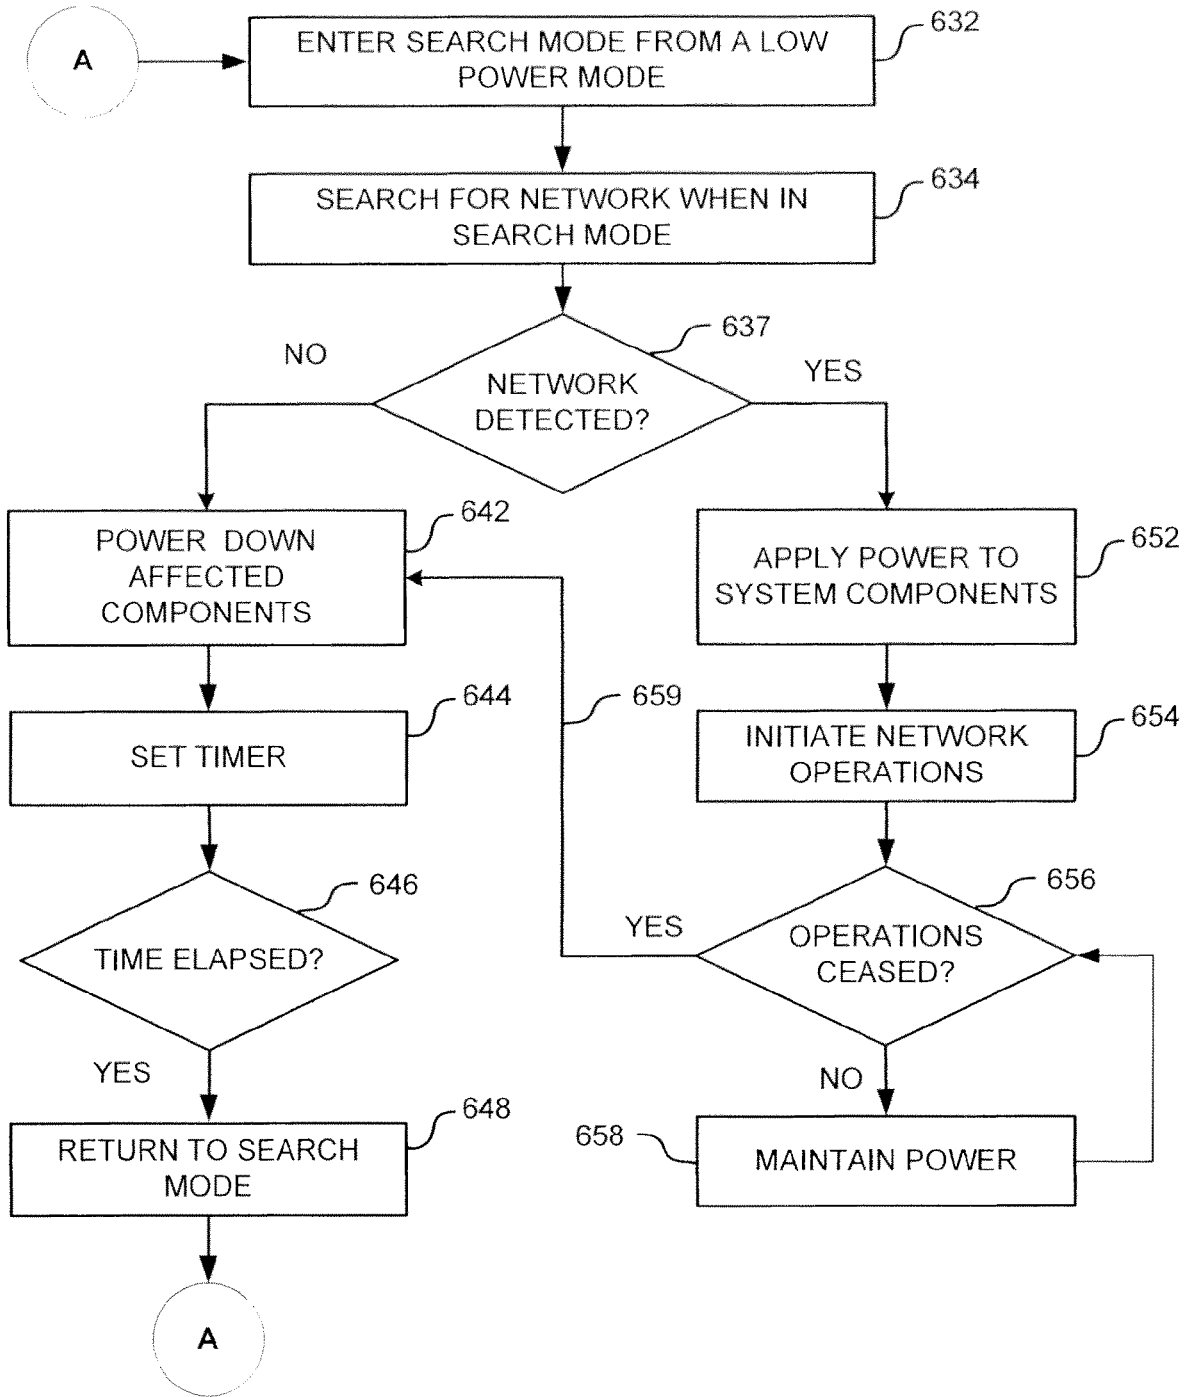 A
ENTER SEARCH MODE FROM A LOW
POWER MODE
632
SEARCH FOR NETWORK WHEN IN
SEARCH MODE
634
637
NO
NETWORK
DETECTED?
YES
642
POWER DOWN
AFFECTED
COMPONENTS
652
APPLY POWER TO
SYSTEM COMPONENTS
644
SET TIMER
659
654
INITIATE NETWORK
OPERATIONS
646
TIME ELAPSED?
656
YES
OPERATIONS
CEASED?
YES
NO
648
RETURN TO SEARCH
MODE
658
MAINTAIN POWER
A